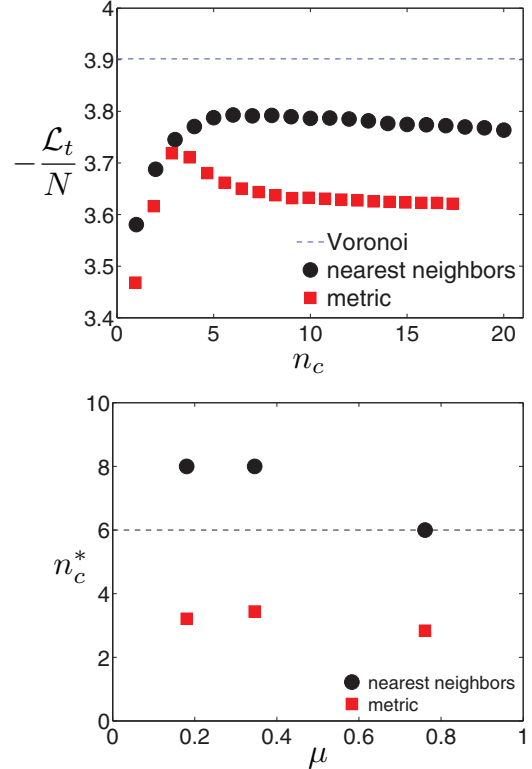 4
3.9
3.8
3.7
3.6
3.5
3.4
− ℒₜ / N
0 5 10 15 20
Voronoi
nearest neighbors
metric
n_c
10
8
6
4
2
0
n_c^*
0 0.2 0.4 0.6 0.8 1
nearest neighbors
metric
μ